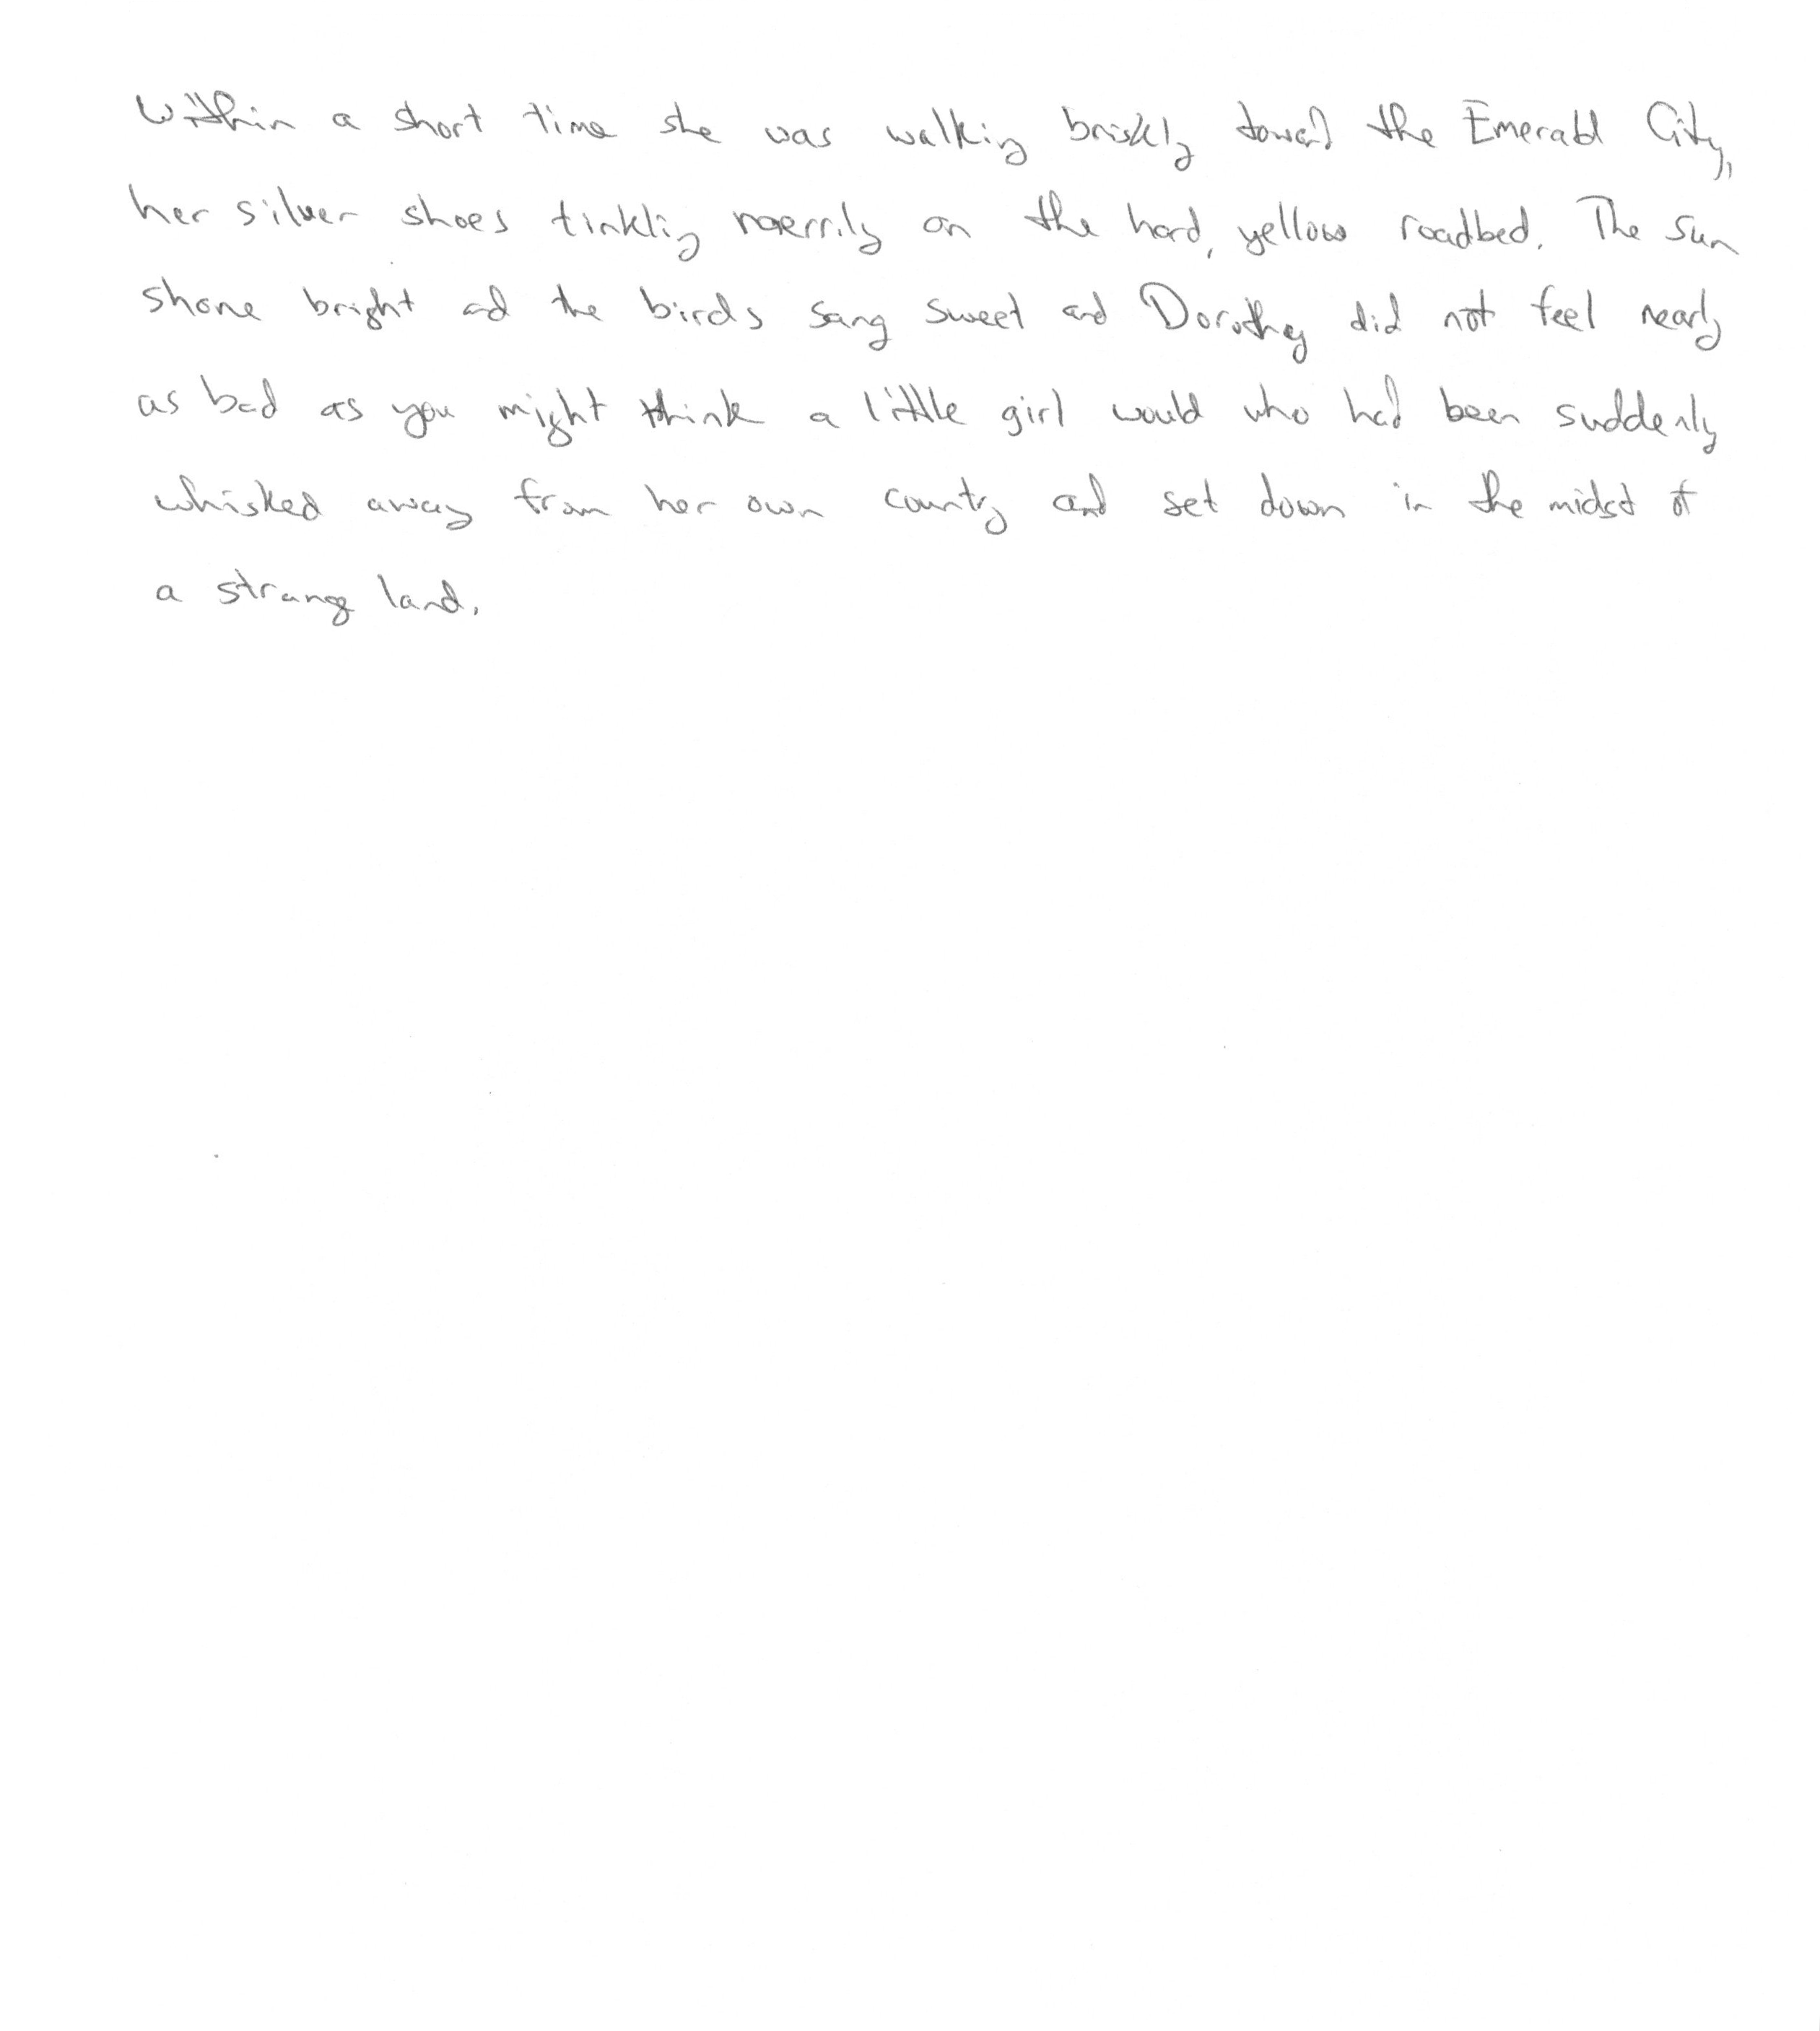 Within a short time she was walking briskly toward the Emerald City,
her silver shoes tinkling merrily on the hard, yellow roadbed. The sun
shone bright and the birds sang sweet and Dorothy did not feel nearly
as bad as you might think a little girl would who had been suddenly
whisked away from her own country and set down in the midst of
a strange land.